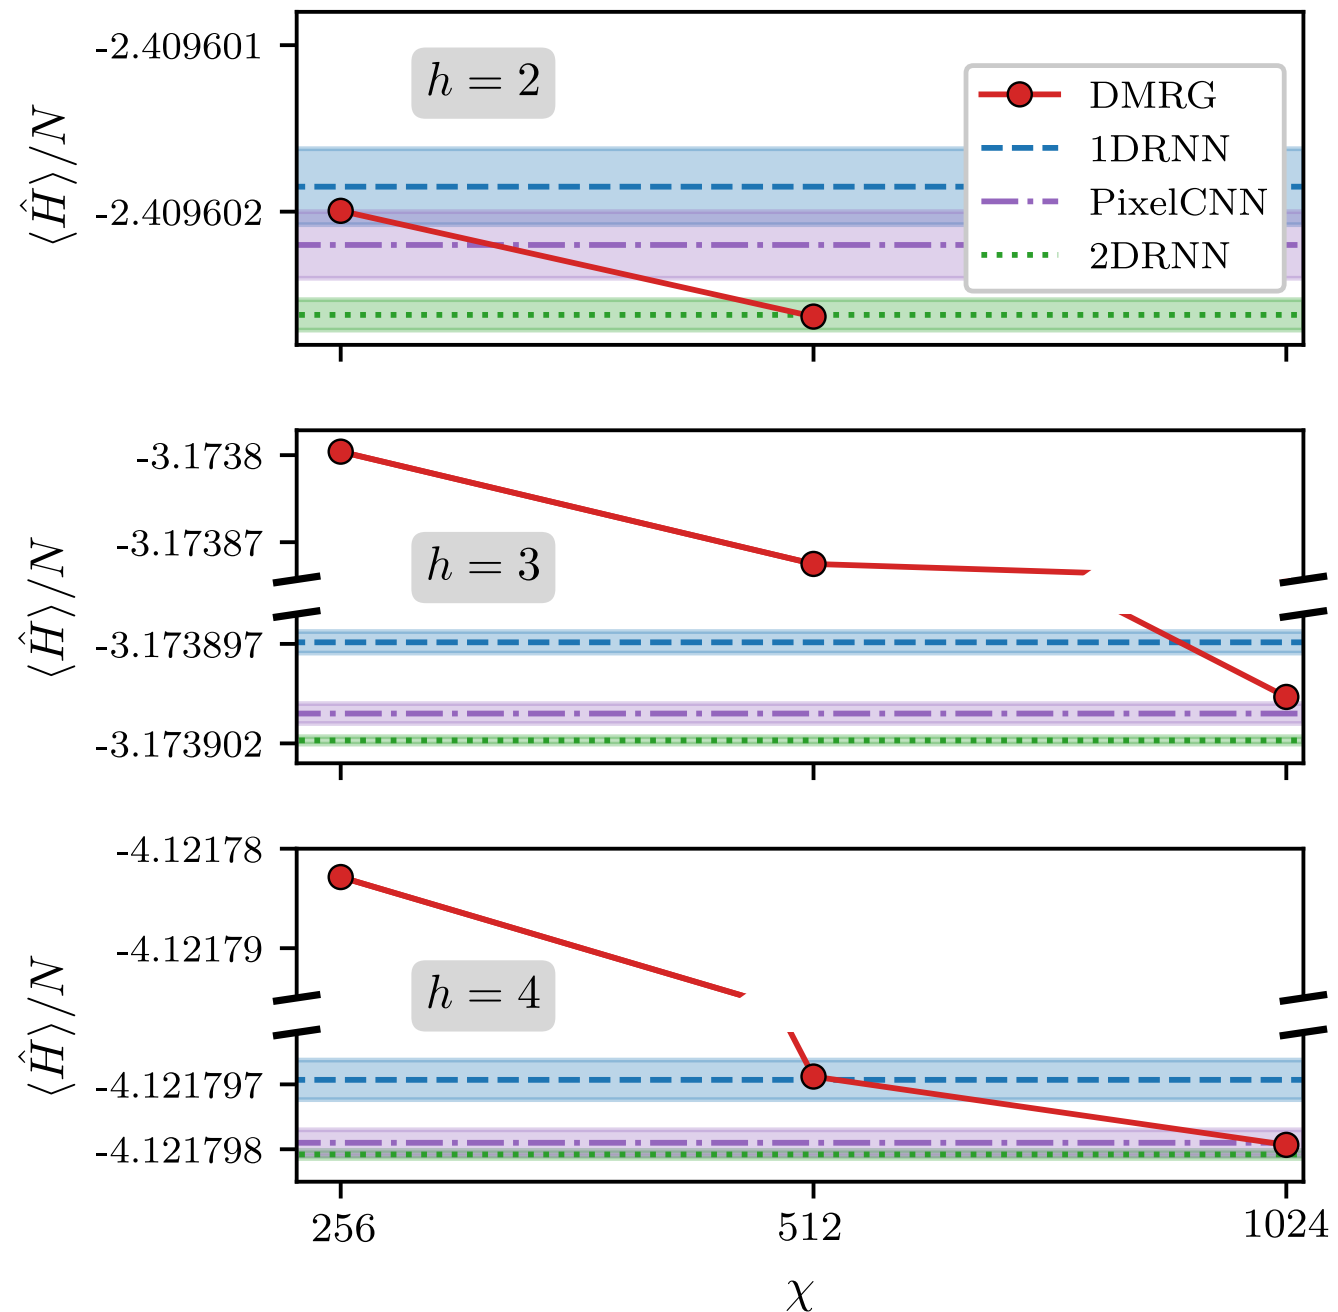 -2.409601
-2.409602
⟨Ĥ⟩/N
h = 2
DMRG
1DRNN
PixelCNN
2DRNN
-3.1738
-3.17387
-3.173897
-3.173902
⟨Ĥ⟩/N
h = 3
-4.12178
-4.12179
-4.121797
-4.121798
⟨Ĥ⟩/N
h = 4
256 512 1024
χ